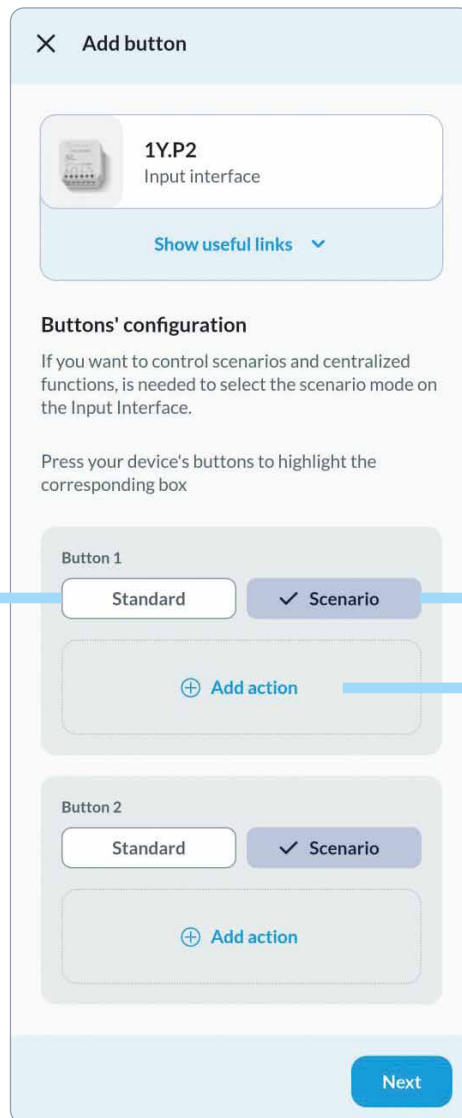 Add button
1Y.P2
Input interface
Show useful links
Buttons' configuration
If you want to control scenarios and centralized
functions, is needed to select the scenario mode on
the Input Interface.
Press your device's buttons to highlight the
corresponding box
Button 1
Standard
Scenario
Add action
Button 2
Standard
Scenario
Add action
Next